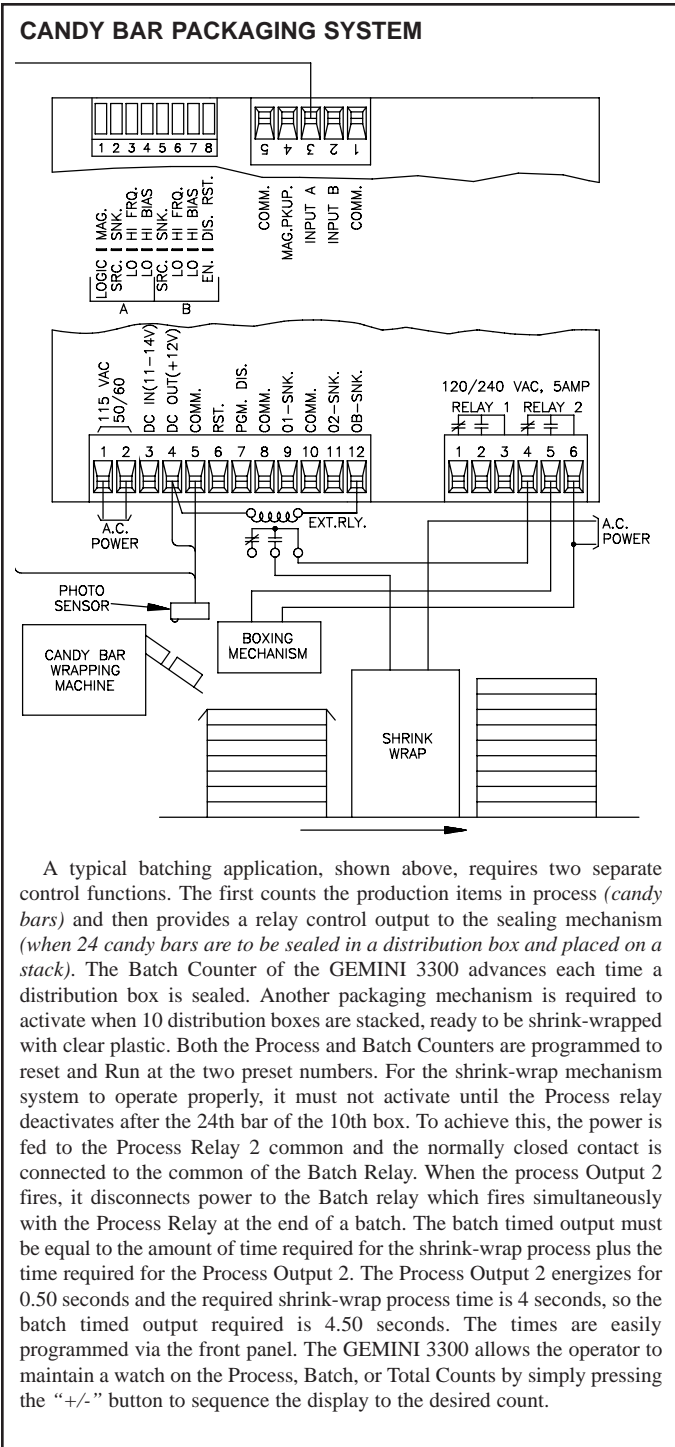 CANDY BAR PACKAGING SYSTEM
1 2 3 4 5 6 7 8
5 4 3 2 1
LOGIC | MAG.
SRC. | SNK.
LO | HI FRQ.
LO | HI BIAS
SRC. | SNK.
LO | HI FRQ.
LO | HI BIAS
EN. | DIS. RST.
A B
COMM.
MAG.PKUP.
INPUT A
INPUT B
COMM.
115 VAC
50/60
DC IN(11-14V)
DC OUT(+12V)
COMM.
RST.
PGM. DIS.
COMM.
O1-SNK.
COMM.
O2-SNK.
OB-SNK.
120/240 VAC, 5AMP
RELAY 1 RELAY 2
1 2 3 4 5 6 7 8 9 10 11 12
1 2 3 4 5 6
A.C.
POWER
EXT.RLY.
A.C.
POWER
PHOTO
SENSOR
BOXING
MECHANISM
CANDY BAR
WRAPPING
MACHINE
SHRINK
WRAP
A typical batching application, shown above, requires two separate
control functions. The first counts the production items in process (candy
bars) and then provides a relay control output to the sealing mechanism
(when 24 candy bars are to be sealed in a distribution box and placed on a
stack). The Batch Counter of the GEMINI 3300 advances each time a
distribution box is sealed. Another packaging mechanism is required to
activate when 10 distribution boxes are stacked, ready to be shrink-wrapped
with clear plastic. Both the Process and Batch Counters are programmed to
reset and Run at the two preset numbers. For the shrink-wrap mechanism
system to operate properly, it must not activate until the Process relay
deactivates after the 24th bar of the 10th box. To achieve this, the power is
fed to the Process Relay 2 common and the normally closed contact is
connected to the common of the Batch Relay. When the process Output 2
fires, it disconnects power to the Batch relay which fires simultaneously
with the Process Relay at the end of a batch. The batch timed output must
be equal to the amount of time required for the shrink-wrap process plus the
time required for the Process Output 2. The Process Output 2 energizes for
0.50 seconds and the required shrink-wrap process time is 4 seconds, so the
batch timed output required is 4.50 seconds. The times are easily
programmed via the front panel. The GEMINI 3300 allows the operator to
maintain a watch on the Process, Batch, or Total Counts by simply pressing
the “+/-” button to sequence the display to the desired count.